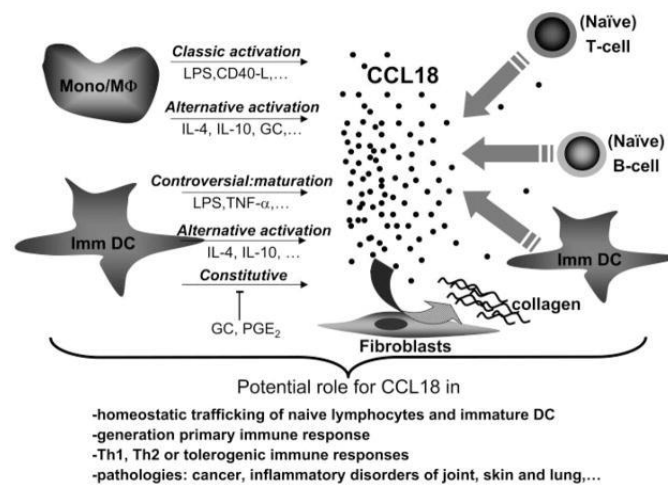 (Naïve)
T-cell
Classic activation
LPS,CD40-L,...
CCL18
Mono/MΦ
Alternative activation
IL-4, IL-10, GC,...
(Naïve)
B-cell
Controversial:maturation
LPS,TNF-α,...
Imm DC
Alternative activation
IL-4, IL-10, ...
Imm DC
Constitutive
collagen
GC, PGE₂
Fibroblasts
Potential role for CCL18 in
-homeostatic trafficking of naive lymphocytes and immature DC
-generation primary immune response
-Th1, Th2 or tolerogenic immune responses
-pathologies: cancer, inflammatory disorders of joint, skin and lung,...